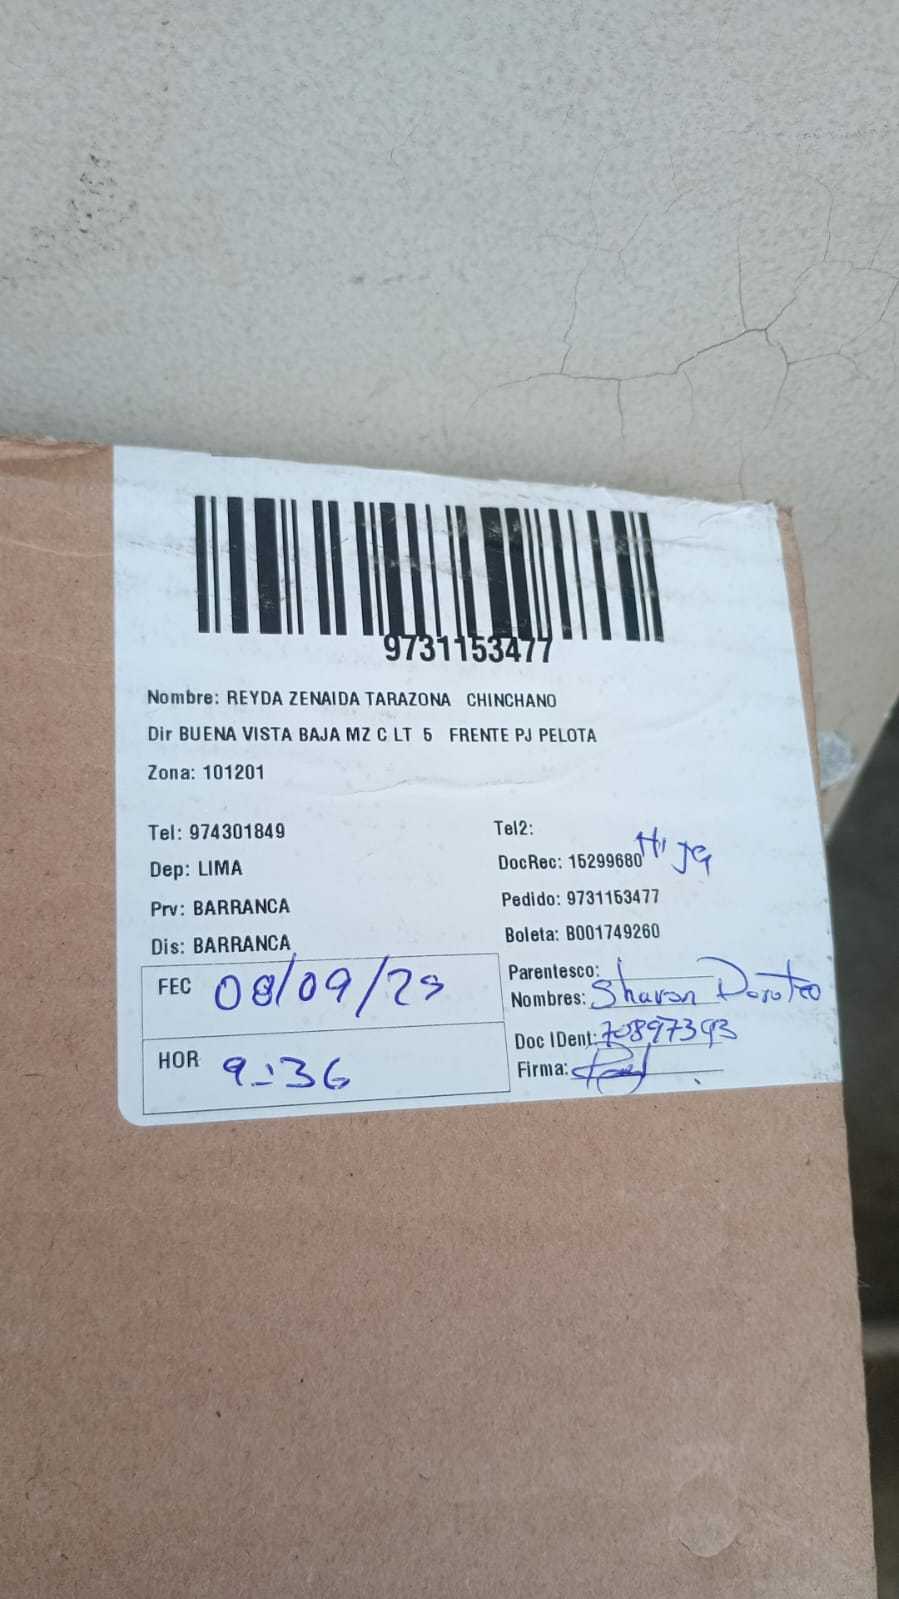 9731153477
Nombre: REYDA ZENAIDA TARAZONA CHINCHANO
Dir BUENA VISTA BAJA MZ C LT 5 FRENTE PJ PELOTA
Zona: 101201
Tel: 974301849
Tel2:
Dep: LIMA
DocRec: 15299680 Hija
Prv: BARRANCA
Pedido: 9731153477
Dis: BARRANCA
Boleta: B001749260
FEC 08/09/25
Parentesco:
Nombres: Sharon Doroteo
HOR 9:36
Doc IDent: 70897393
Firma: